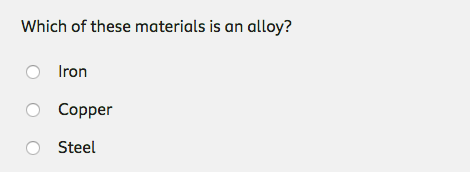 Which of these materials is an alloy?
Iron
Copper
Steel